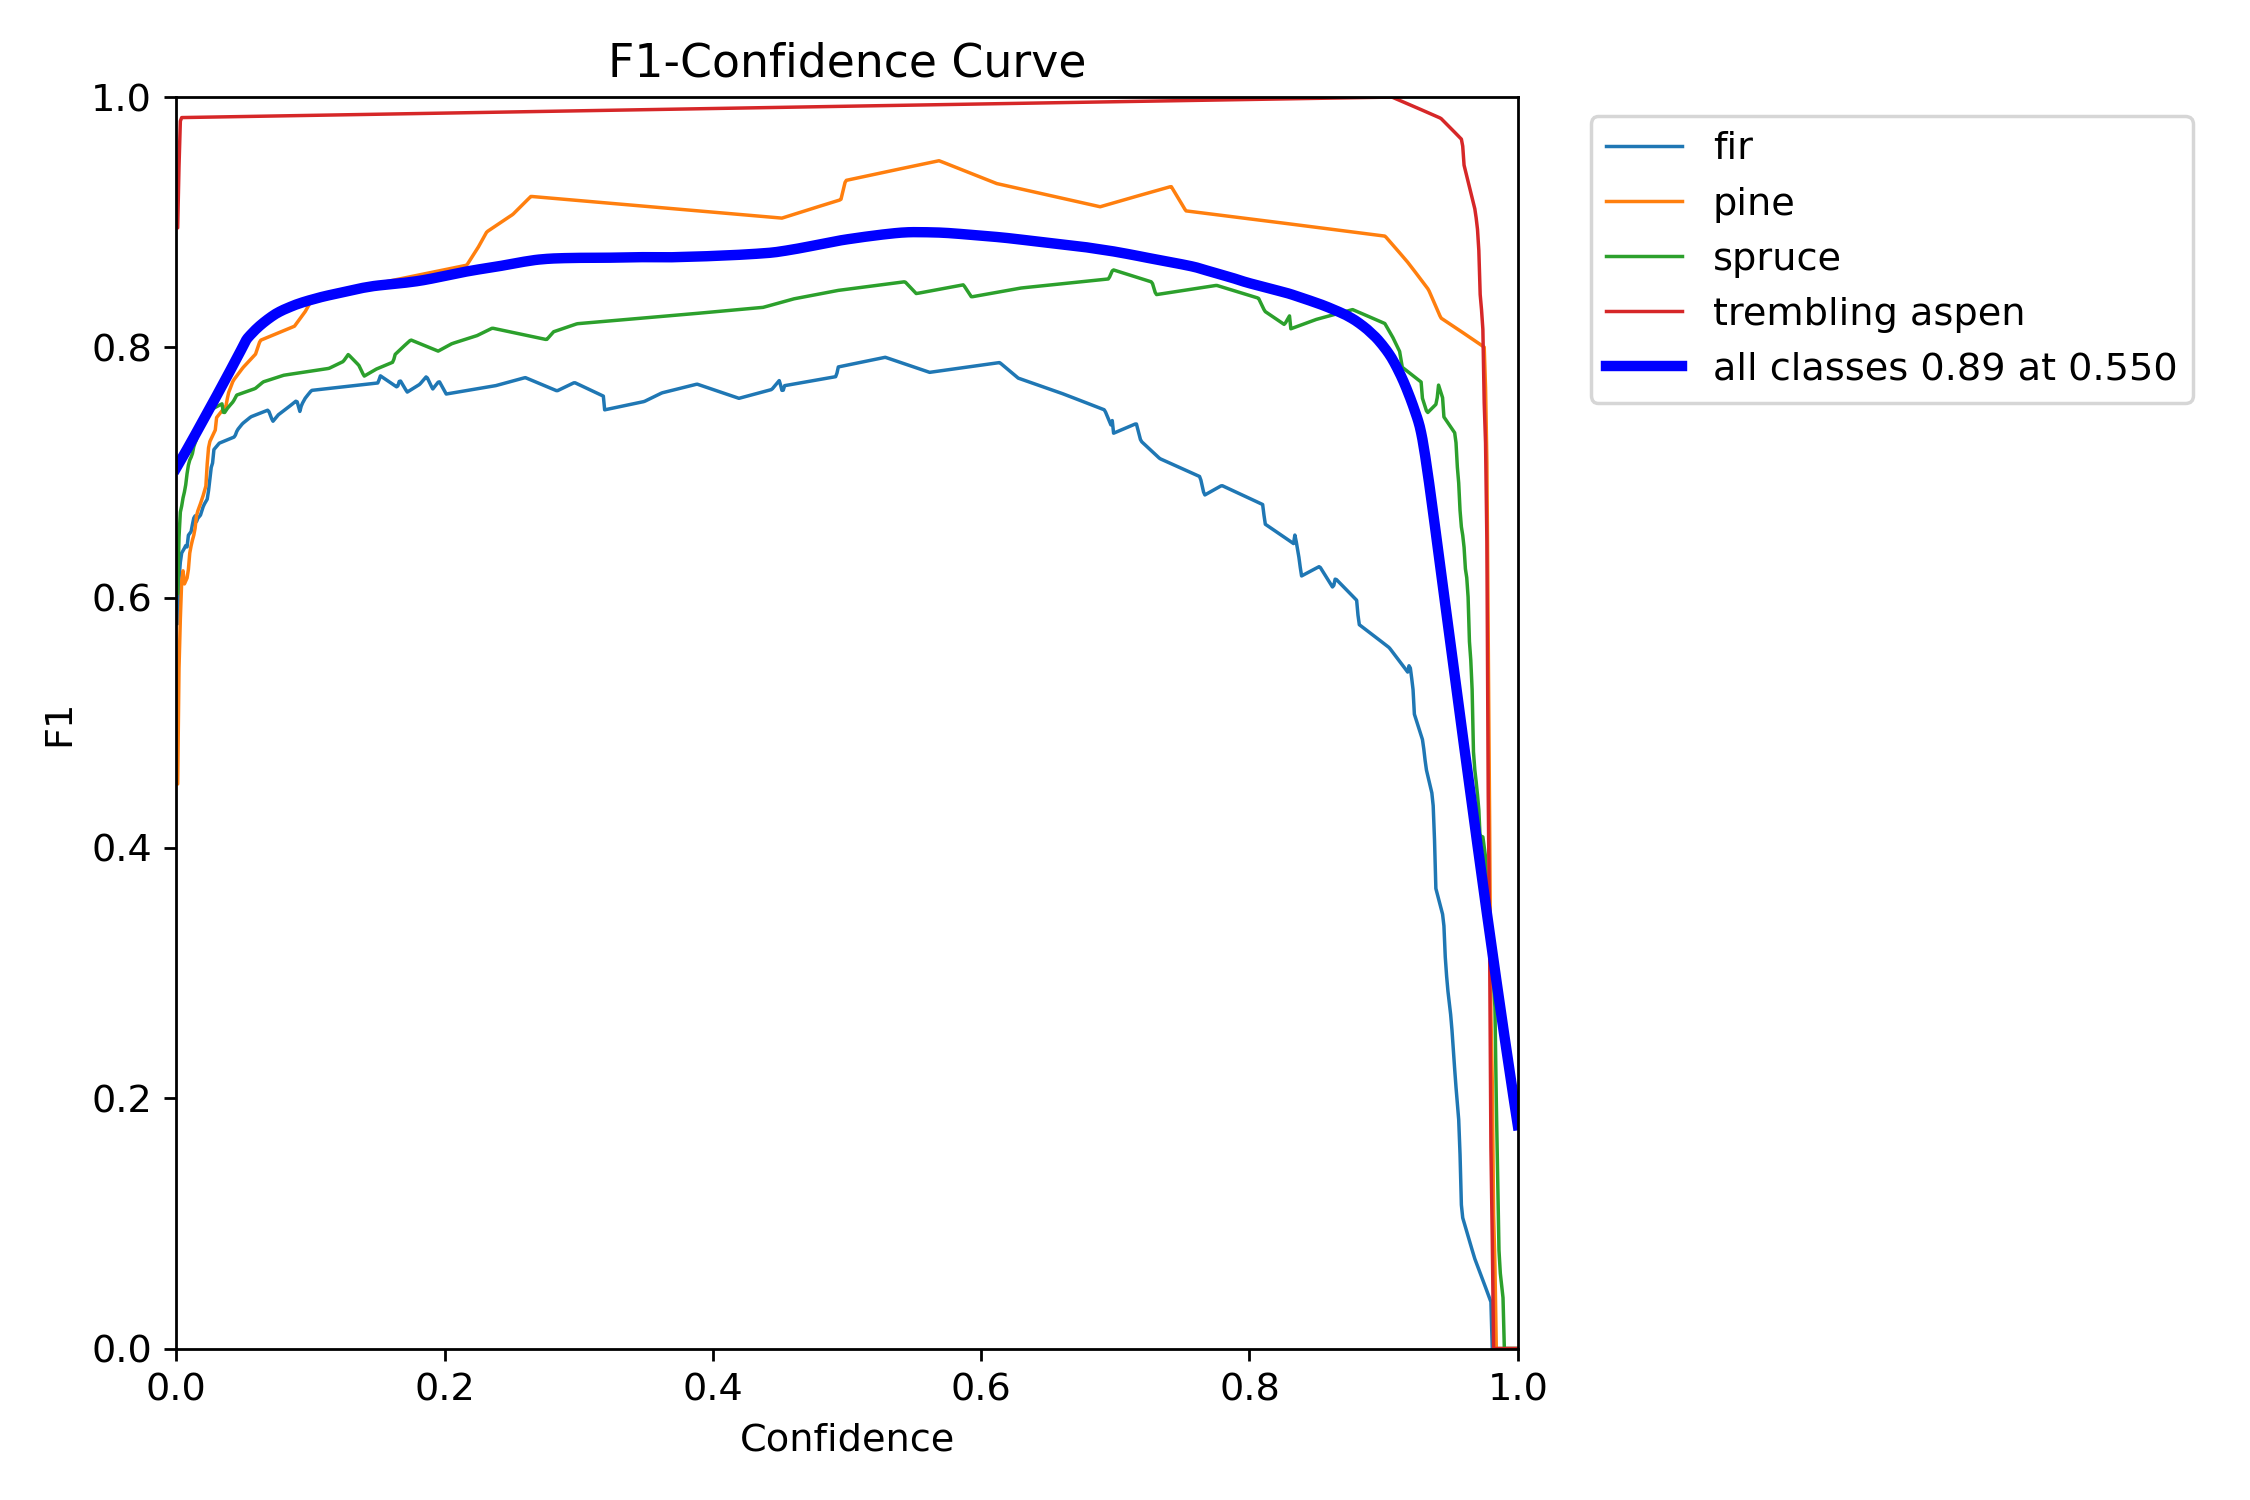 F1-Confidence Curve
1.0
0.8
0.6
0.4
0.2
0.0
F1
0.0 0.2 0.4 0.6 0.8 1.0
Confidence
fir
pine
spruce
trembling aspen
all classes 0.89 at 0.550